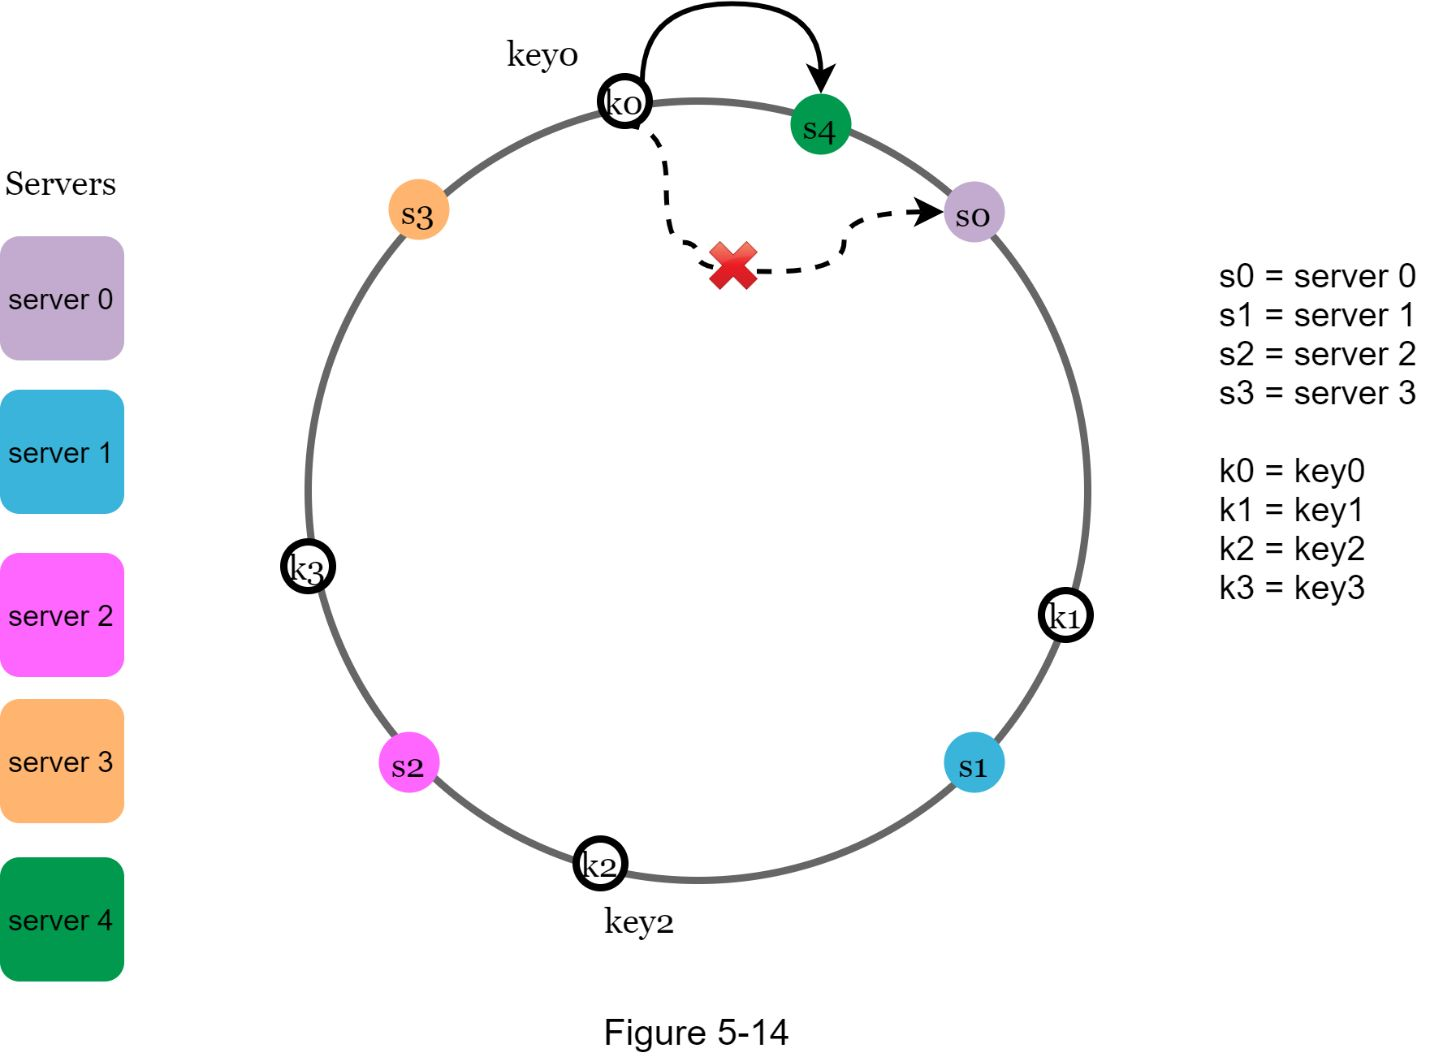 key0
k0
s4
Servers
s3
s0
server 0
s0 = server 0
s1 = server 1
s2 = server 2
s3 = server 3
server 1
k0 = key0
k1 = key1
k2 = key2
k3 = key3
k3
k1
server 2
server 3
s2
s1
k2
server 4
key2
Figure 5-14